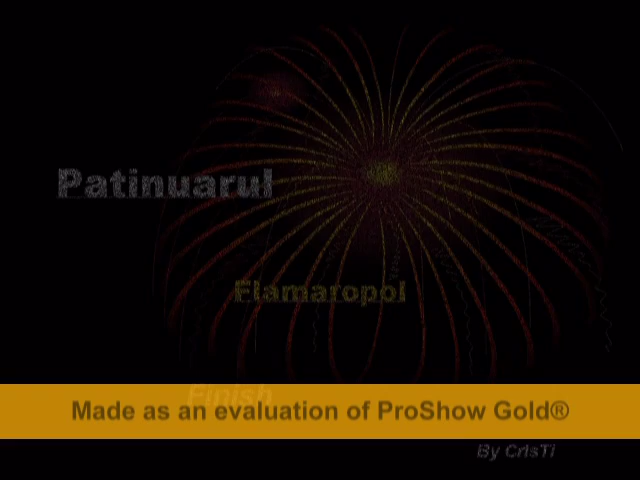 Patinuarul
Flamaropol
Finish
Made as an evaluation of ProShow Gold®
By CrIsTi